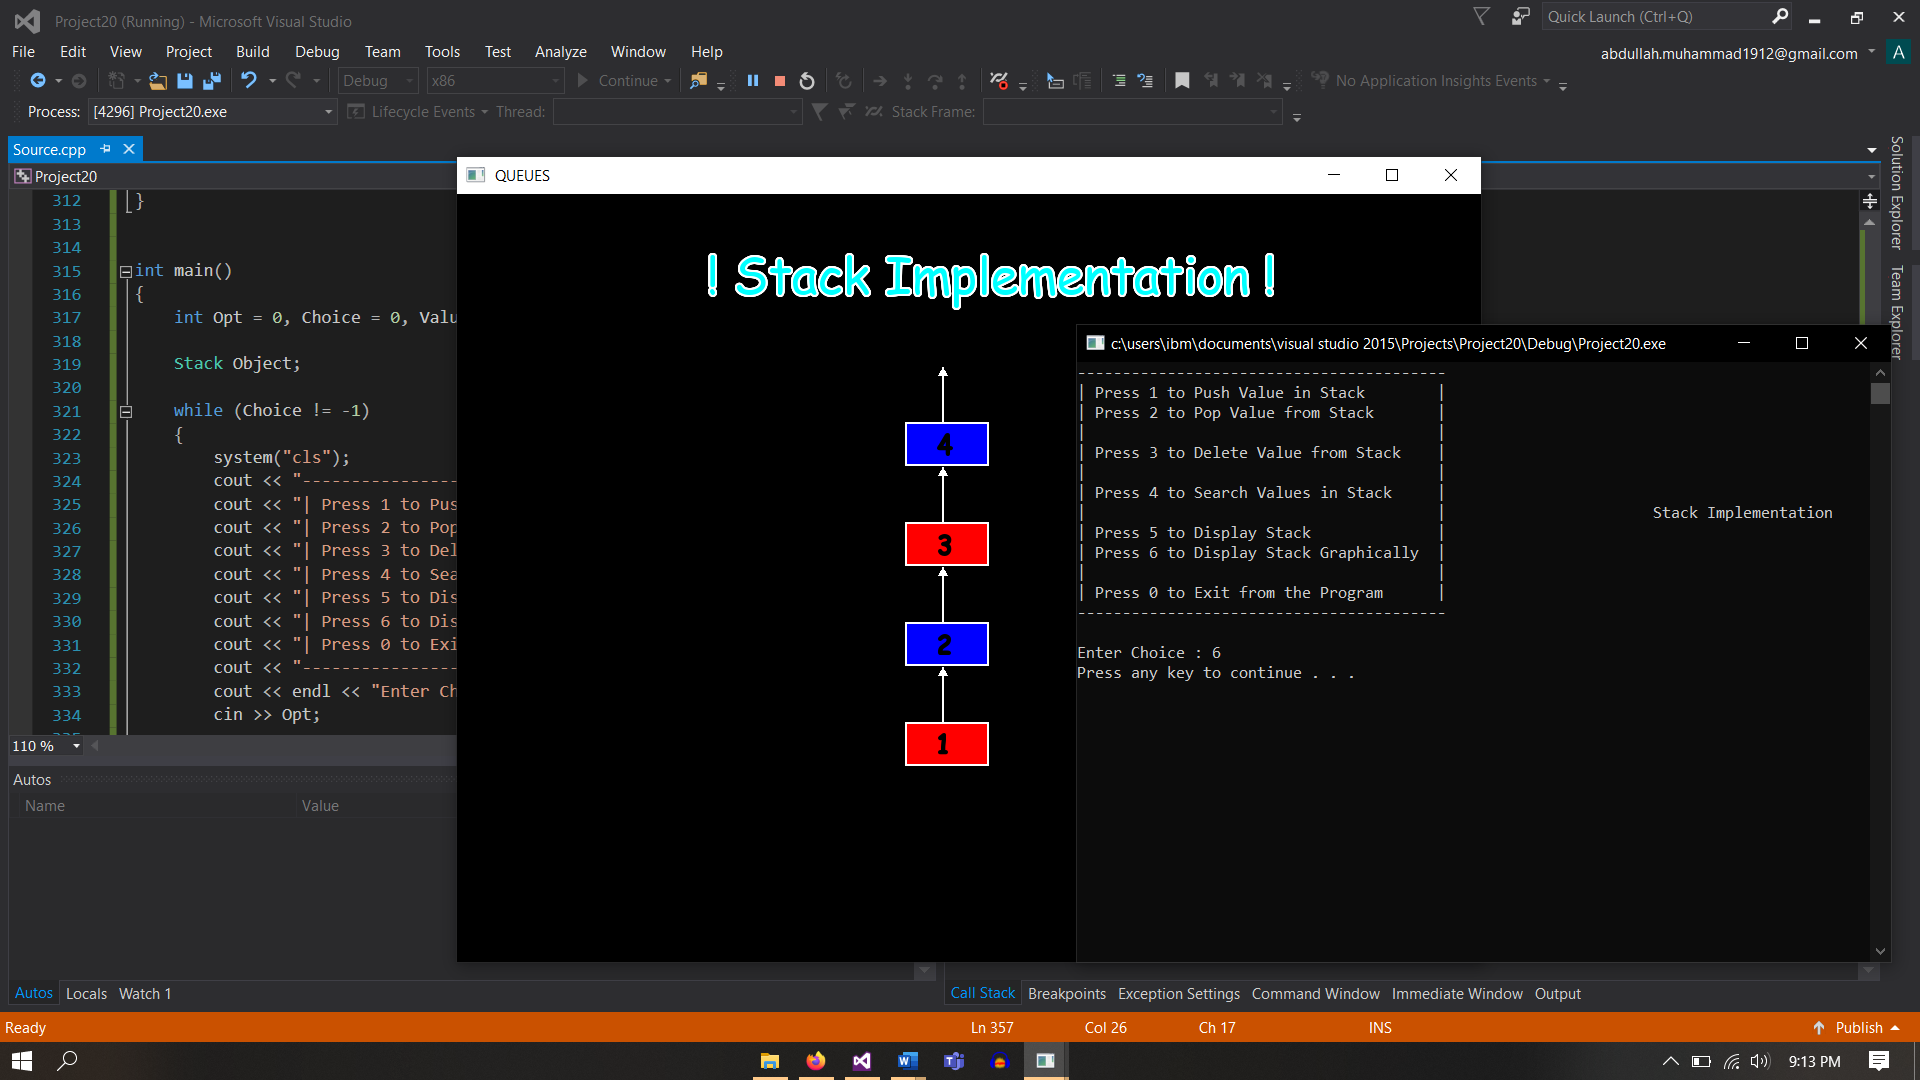 Project20 (Running) - Microsoft Visual Studio
Quick Launch (Ctrl+Q)
File Edit View Project Build Debug Team Tools Test Analyze Window Help
abdullah.muhammad1912@gmail.com A
Debug x86 Continue No Application Insights Events
Process: [4296] Project20.exe Lifecycle Events Thread: Stack Frame:
Source.cpp
Project20
312 }
313
314
315 int main()
316 {
317 int Opt = 0, Choice = 0, Valu
318
319 Stack Object;
320
321 while (Choice != -1)
322 {
323 system("cls");
324 cout << "-----------------
325 cout << "| Press 1 to Pus
326 cout << "| Press 2 to Pop
327 cout << "| Press 3 to Del
328 cout << "| Press 4 to Sea
329 cout << "| Press 5 to Dis
330 cout << "| Press 6 to Dis
331 cout << "| Press 0 to Exi
332 cout << "-----------------
333 cout << endl << "Enter Ch
334 cin >> Opt;
110 %
Autos
Name Value
QUEUES
! Stack Implementation !
4
3
2
1
c:\users\ibm\documents\visual studio 2015\Projects\Project20\Debug\Project20.exe
-----------------------------------------
| Press 1 to Push Value in Stack |
| Press 2 to Pop Value from Stack |
| |
| Press 3 to Delete Value from Stack |
| |
| Press 4 to Search Values in Stack |
| | Stack Implementation
| Press 5 to Display Stack |
| Press 6 to Display Stack Graphically |
| |
| Press 0 to Exit from the Program |
-----------------------------------------
Enter Choice : 6
Press any key to continue . . .
Solution Explorer
Team Explorer
Autos Locals Watch 1
Call Stack Breakpoints Exception Settings Command Window Immediate Window Output
Ready Ln 357 Col 26 Ch 17 INS Publish
9:13 PM